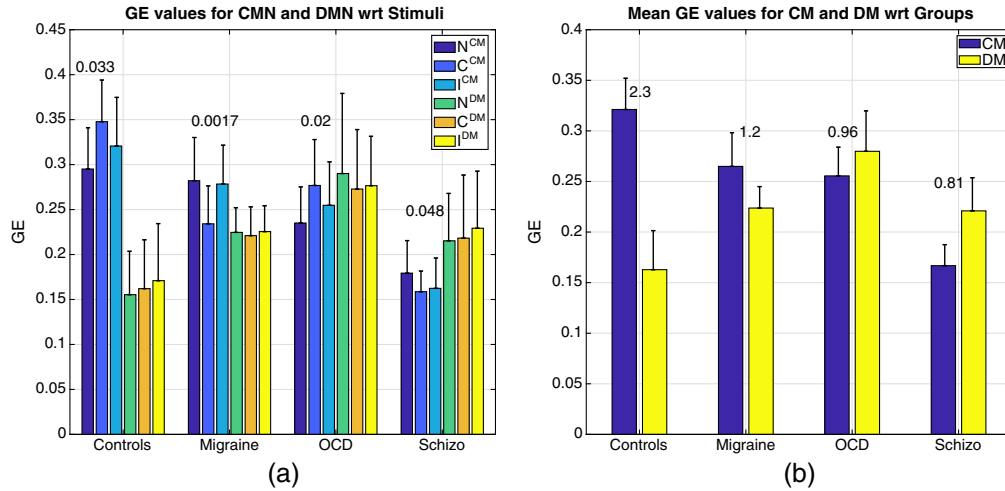 GE values for CMN and DMN wrt Stimuli
0.45
0.4
0.35
0.3
0.25
0.2
0.15
0.1
0.05
0
GE
0.033
0.0017
0.02
0.048
N^CM
C^CM
I^CM
N^DM
C^DM
I^DM
Controls Migraine OCD Schizo
(a)
Mean GE values for CM and DM wrt Groups
0.4
0.35
0.3
0.25
0.2
0.15
0.1
0.05
0
GE
2.3
1.2
0.96
0.81
CM
DM
Controls Migraine OCD Schizo
(b)